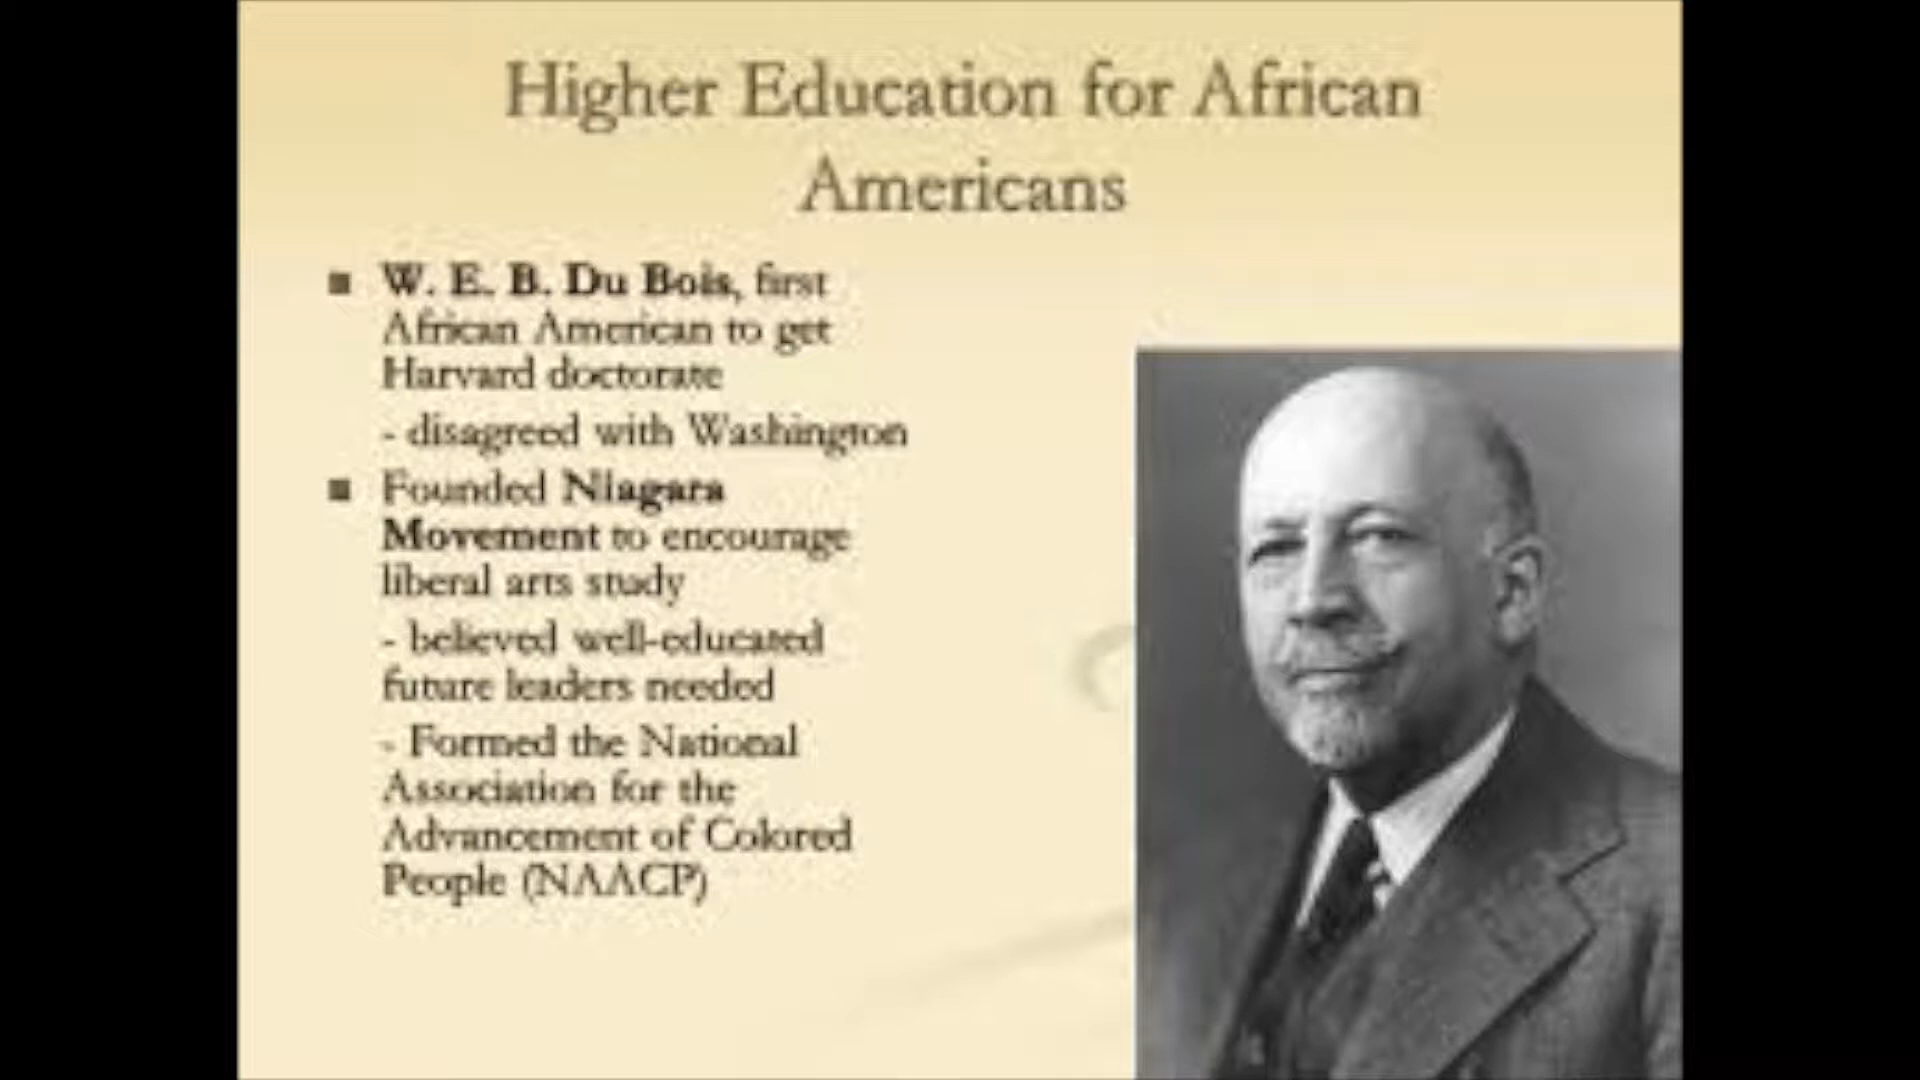 Higher Education for African
Americans
■ W. E. B. Du Bois, first
African American to get
Harvard doctorate
- disagreed with Washington
■ Founded Niagara
Movement to encourage
liberal arts study
- believed well-educated
future leaders needed
- Formed the National
Association for the
Advancement of Colored
People (NAACP)